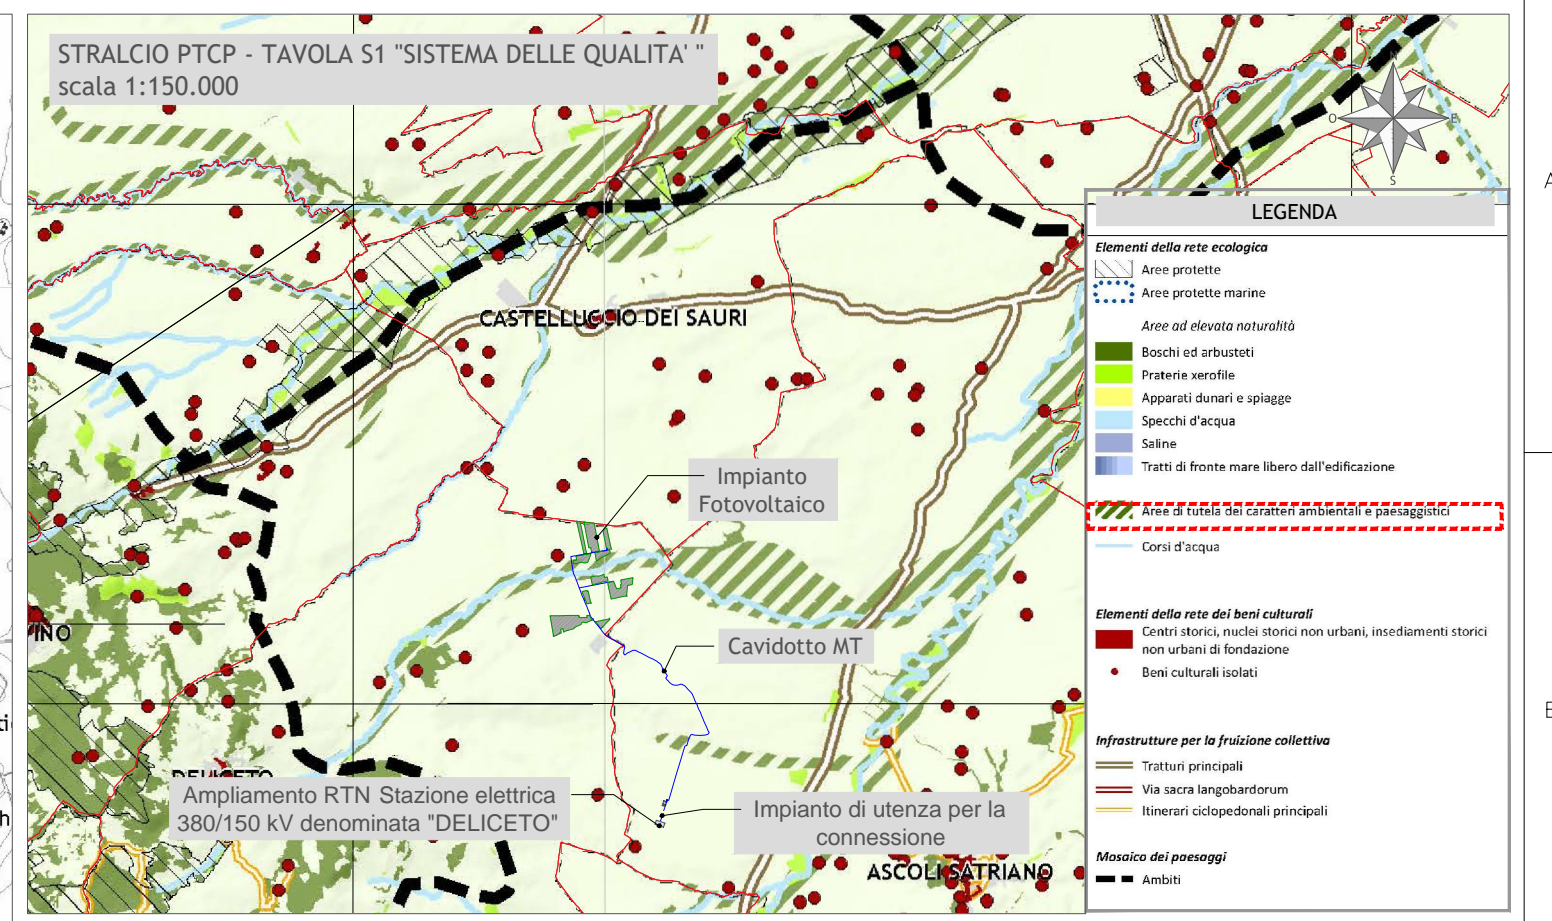 STRALCIO PTCP - TAVOLA S1 "SISTEMA DELLE QUALITA' "
scala 1:150.000
N
O
E
S
CASTELLUCCIO DEI SAURI
Impianto
Fotovoltaico
INO
Cavidotto MT
DELICETO
Ampliamento RTN Stazione elettrica
380/150 kV denominata "DELICETO"
Impianto di utenza per la
connessione
ASCOLI SATRIANO
LEGENDA
Elementi della rete ecologica
Aree protette
Aree protette marine
Aree ad elevata naturalità
Boschi ed arbusteti
Praterie xerofile
Apparati dunari e spiagge
Specchi d'acqua
Saline
Tratti di fronte mare libero dall'edificazione
Aree di tutela dei caratteri ambientali e paesaggistici
Corsi d'acqua
Elementi della rete dei beni culturali
Centri storici, nuclei storici non urbani, insediamenti storici
non urbani di fondazione
Beni culturali isolati
Infrastrutture per la fruizione collettiva
Tratturi principali
Via sacra langobardorum
Itinerari ciclopedonali principali
Mosaico dei paesaggi
Ambiti